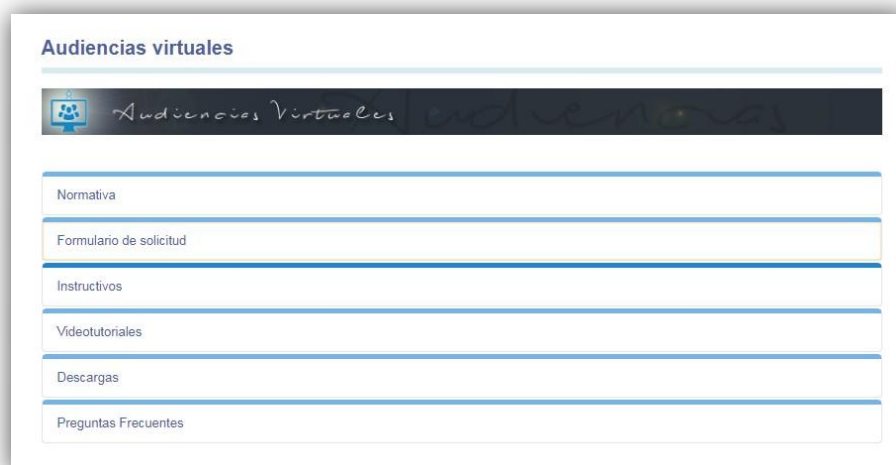 Audiencias virtuales
Audiencias Virtuales
Normativa
Formulario de solicitud
Instructivos
Videotutoriales
Descargas
Preguntas Frecuentes